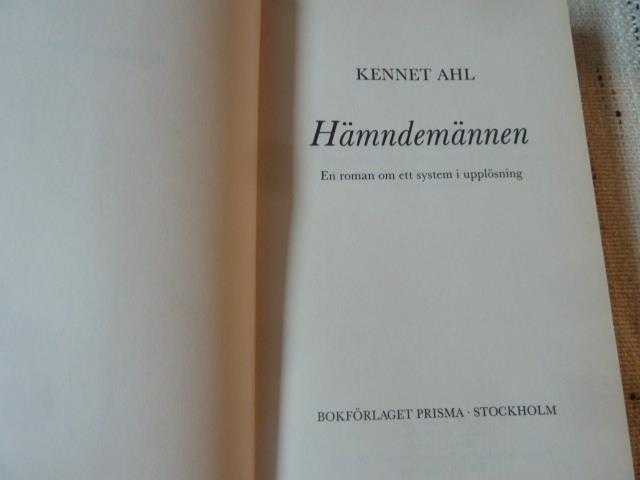 KENNET AHL
Hämndemännen
En roman om ett system i upplösning
BOKFÖRLAGET PRISMA · STOCKHOLM